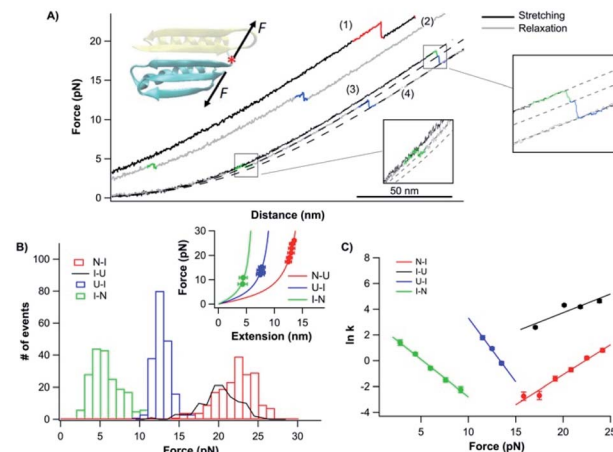 A)
Force (pN)
20
15
10
5
0
F
*
F
(1)
(2)
(3)
(4)
Stretching
Relaxation
50 nm
Distance (nm)
B)
# of events
100
80
60
40
20
0
N-I
I-U
U-I
I-N
0 5 10 15 20 25 30
Force (pN)
Force (pN)
30
20
10
0
0 5 10 15
Extension (nm)
N-U
U-I
I-N
C)
ln k
6
4
2
0
-2
-4
N-I
I-U
U-I
I-N
5 10 15 20 25
Force (pN)